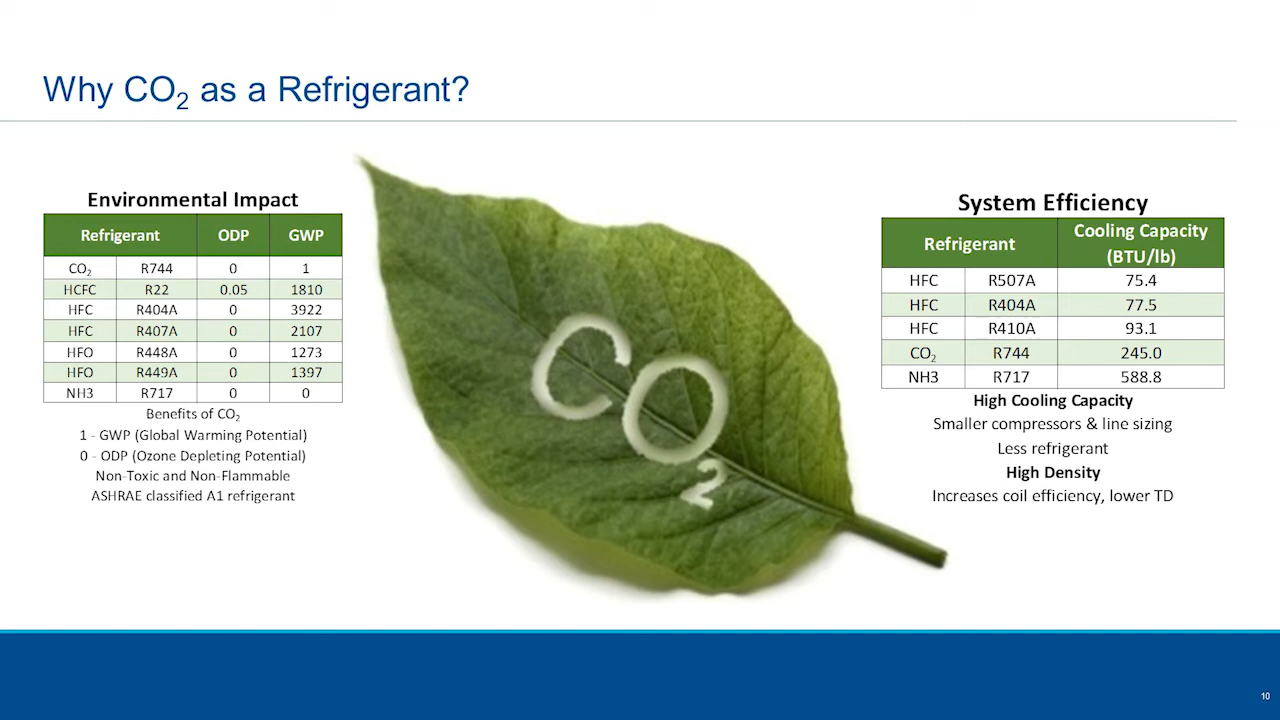 Why CO₂ as a Refrigerant?
Environmental Impact
Refrigerant ODP GWP
CO₂ R744 0 1
HCFC R22 0.05 1810
HFC R404A 0 3922
HFC R407A 0 2107
HFO R448A 0 1273
HFO R449A 0 1397
NH3 R717 0 0
Benefits of CO₂
1 - GWP (Global Warming Potential)
0 - ODP (Ozone Depleting Potential)
Non-Toxic and Non-Flammable
ASHRAE classified A1 refrigerant
CO₂
System Efficiency
Refrigerant Cooling Capacity
(BTU/lb)
HFC R507A 75.4
HFC R404A 77.5
HFC R410A 93.1
CO₂ R744 245.0
NH3 R717 588.8
High Cooling Capacity
Smaller compressors & line sizing
Less refrigerant
High Density
Increases coil efficiency, lower TD
10